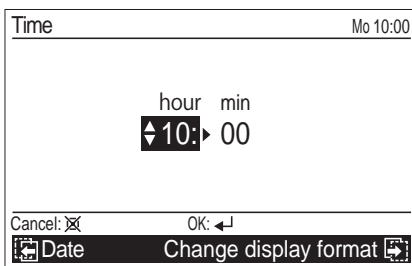 Time Mo 10:00
hour min
10: 00
Cancel: OK:
Date Change display format